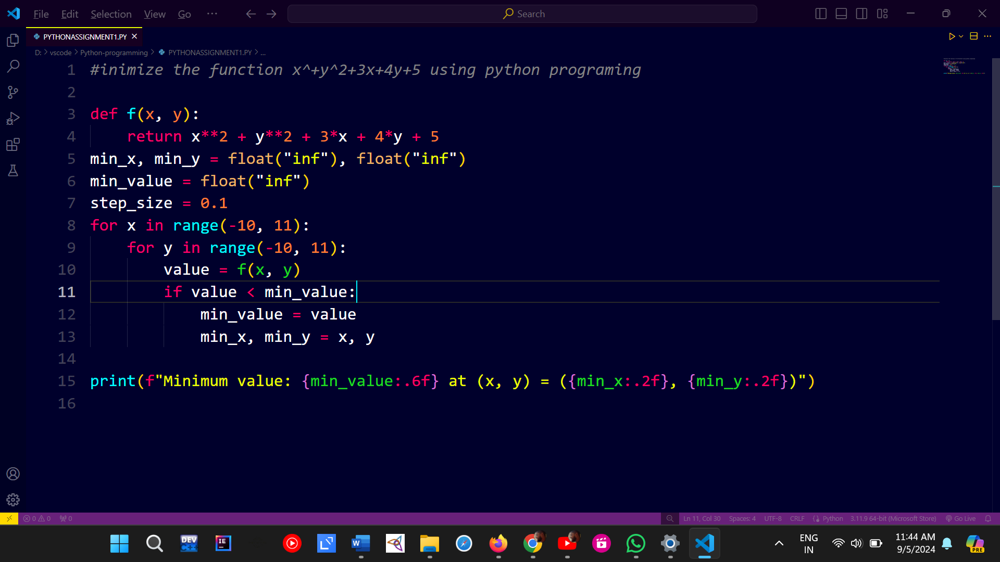 File Edit Selection View Go ··· Search
PYTHONASSIGNMENT1.PY
D: > vscode > Python-programming > PYTHONASSIGNMENT1.PY > ...
1 #inimize the function x^+y^2+3x+4y+5 using python programing
2
3 def f(x, y):
4     return x**2 + y**2 + 3*x + 4*y + 5
5 min_x, min_y = float("inf"), float("inf")
6 min_value = float("inf")
7 step_size = 0.1
8 for x in range(-10, 11):
9     for y in range(-10, 11):
10         value = f(x, y)
11         if value < min_value:
12             min_value = value
13             min_x, min_y = x, y
14
15 print(f"Minimum value: {min_value:.6f} at (x, y) = ({min_x:.2f}, {min_y:.2f})")
16
0 0 0 Ln 11, Col 30 Spaces: 4 UTF-8 CRLF Python 3.11.9 64-bit (Microsoft Store) Go Live
DEV C++ IE W ENG 11:44 AM
IN 9/5/2024 PRE